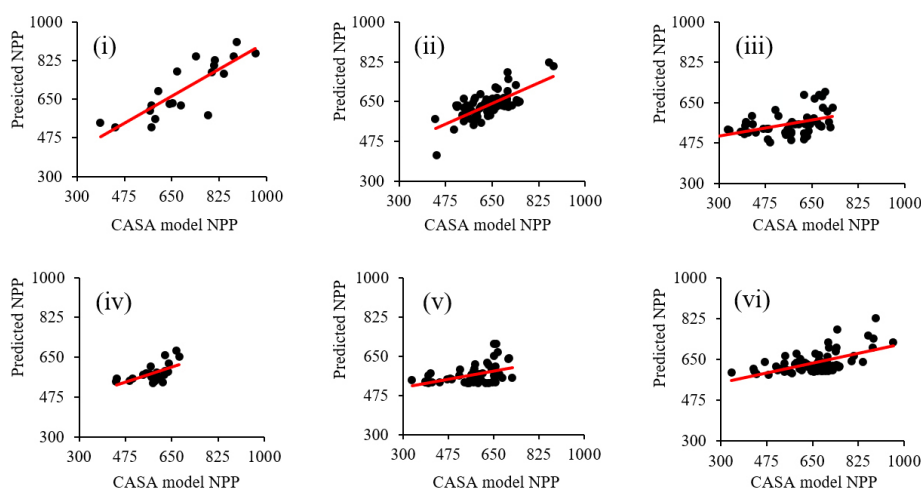 (i)
Preeicted NPP
1000
825
650
475
300
300 475 650 825 1000
CASA model NPP
(ii)
Predicted NPP
1000
825
650
475
300
300 475 650 825 1000
CASA model NPP
(iii)
Predicted NPP
1000
825
650
475
300
300 475 650 825 1000
CASA model NPP
(iv)
Predicted NPP
1000
825
650
475
300
300 475 650 825 1000
CASA model NPP
(v)
Predicted NPP
1000
825
650
475
300
300 475 650 825 1000
CASA model NPP
(vi)
Predicted NPP
1000
825
650
475
300
300 475 650 825 1000
CASA model NPP